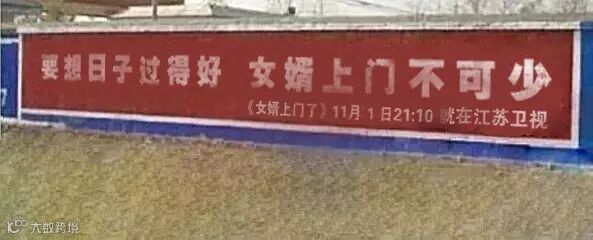 要想日子过得好 女婿上门不可少
《女婿上门了》11月1日21:10 就在江苏卫视
大数跨境